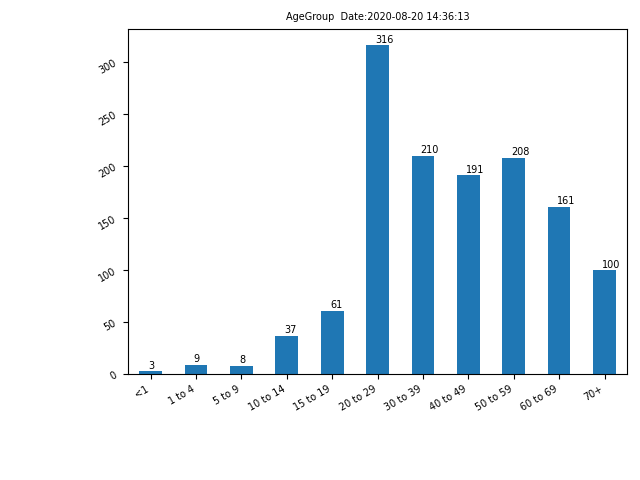 AgeGroup  Date:2020-08-20 14:36:13
300
250
200
150
100
50
0
3
9
8
37
61
316
210
191
208
161
100
<1
1 to 4
5 to 9
10 to 14
15 to 19
20 to 29
30 to 39
40 to 49
50 to 59
60 to 69
70+